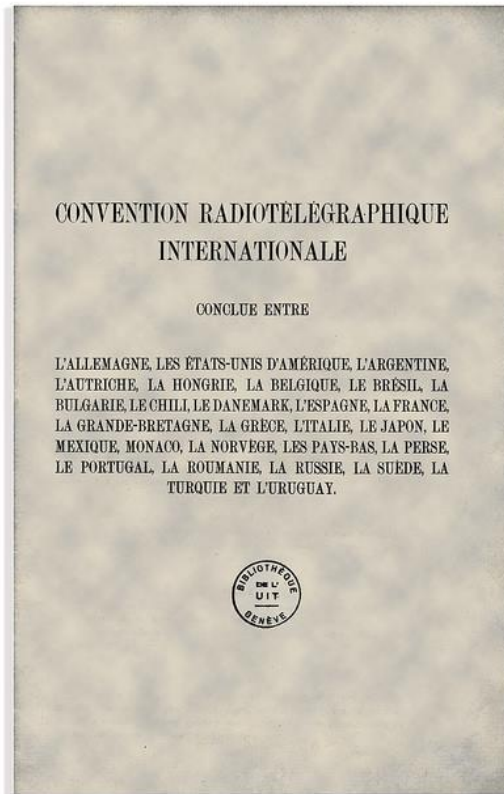 CONVENTION RADIOTÉLÉGRAPHIQUE
INTERNATIONALE
CONCLUE ENTRE
L'ALLEMAGNE, LES ÉTATS-UNIS D'AMÉRIQUE, L'ARGENTINE,
L'AUTRICHE, LA HONGRIE, LA BELGIQUE, LE BRÉSIL, LA
BULGARIE, LE CHILI, LE DANEMARK, L'ESPAGNE, LA FRANCE,
LA GRANDE-BRETAGNE, LA GRÈCE, L'ITALIE, LE JAPON, LE
MEXIQUE, MONACO, LA NORVÈGE, LES PAYS-BAS, LA PERSE,
LE PORTUGAL, LA ROUMANIE, LA RUSSIE, LA SUÈDE, LA
TURQUIE ET L'URUGUAY.
BIBLIOTHÈQUE
DE L'
UIT
GENÈVE